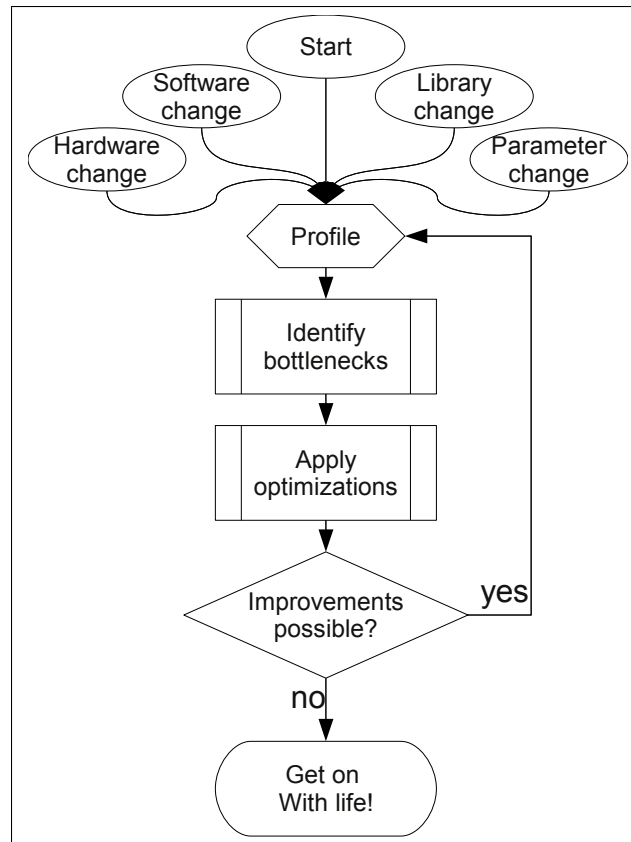 Start
Software
change
Library
change
Hardware
change
Parameter
change
Profile
Identify
bottlenecks
Apply
optimizations
Improvements
possible?
yes
no
Get on
With life!